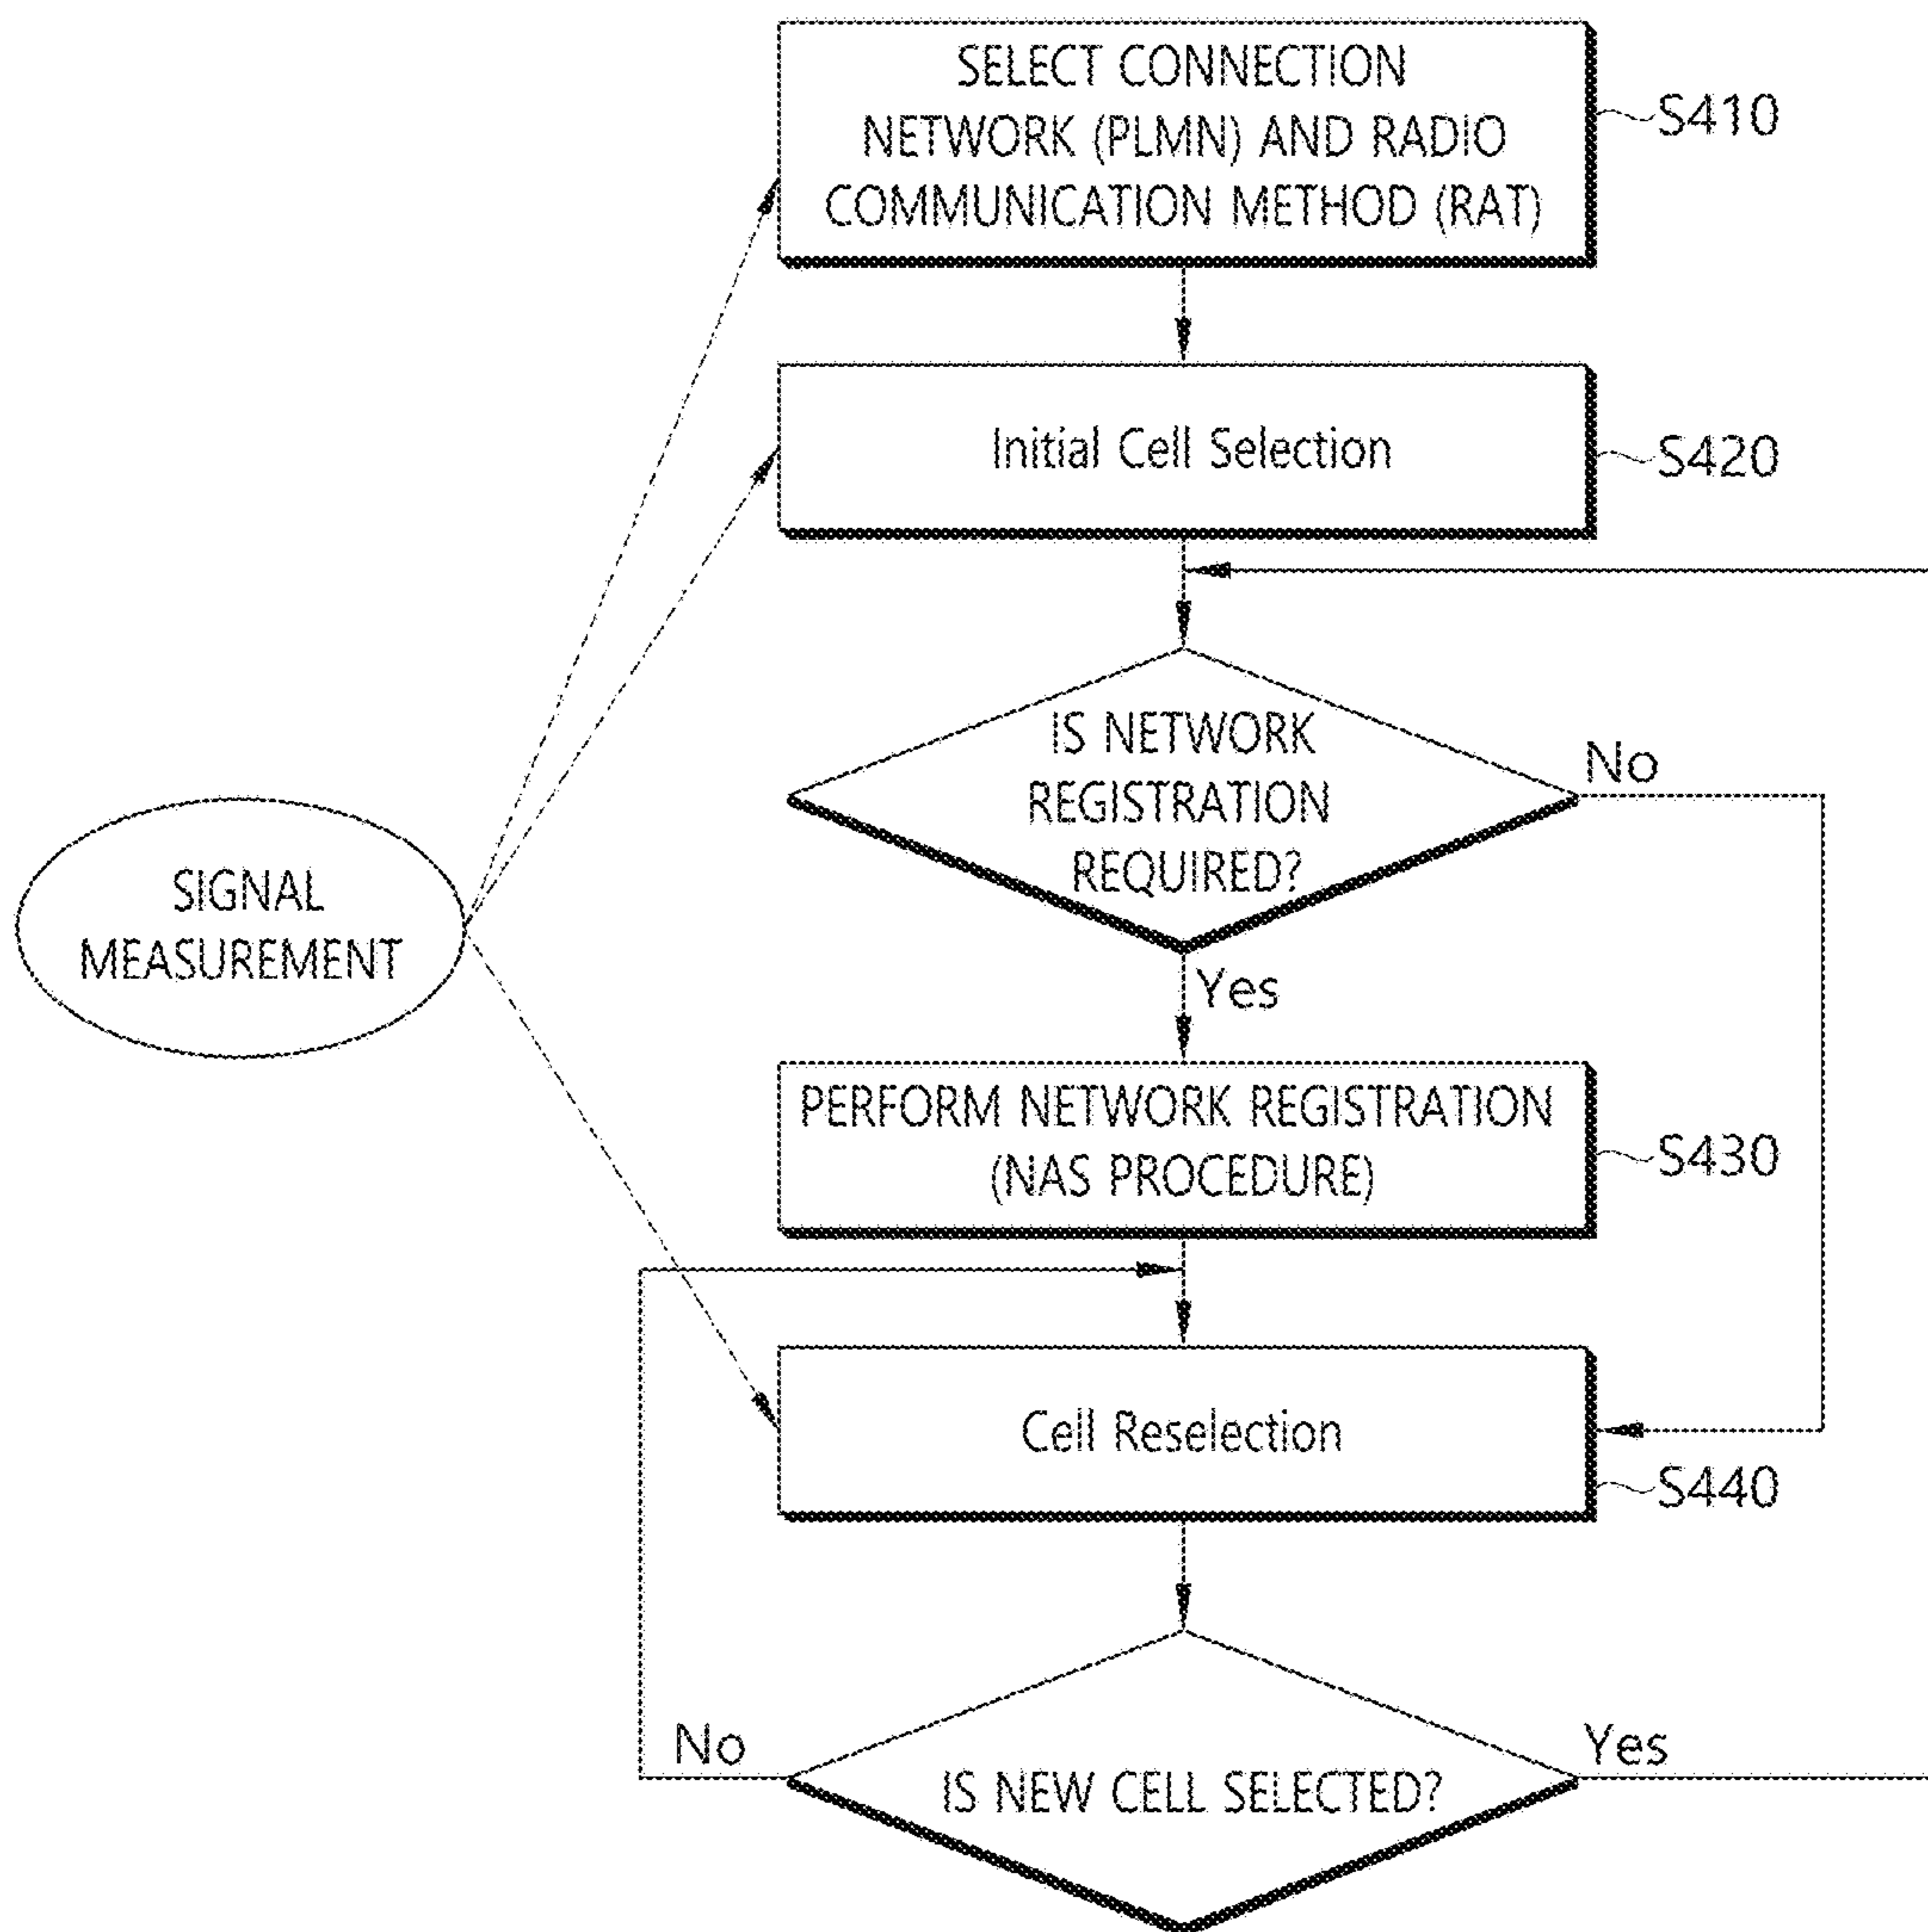 SELECT CONNECTION
NETWORK (PLMN) AND RADIO
COMMUNICATION METHOD (RAT)
S410
Initial Cell Selection
S420
IS NETWORK
REGISTRATION
REQUIRED?
No
Yes
SIGNAL
MEASUREMENT
PERFORM NETWORK REGISTRATION
(NAS PROCEDURE)
S430
Cell Reselection
S440
No
IS NEW CELL SELECTED?
Yes